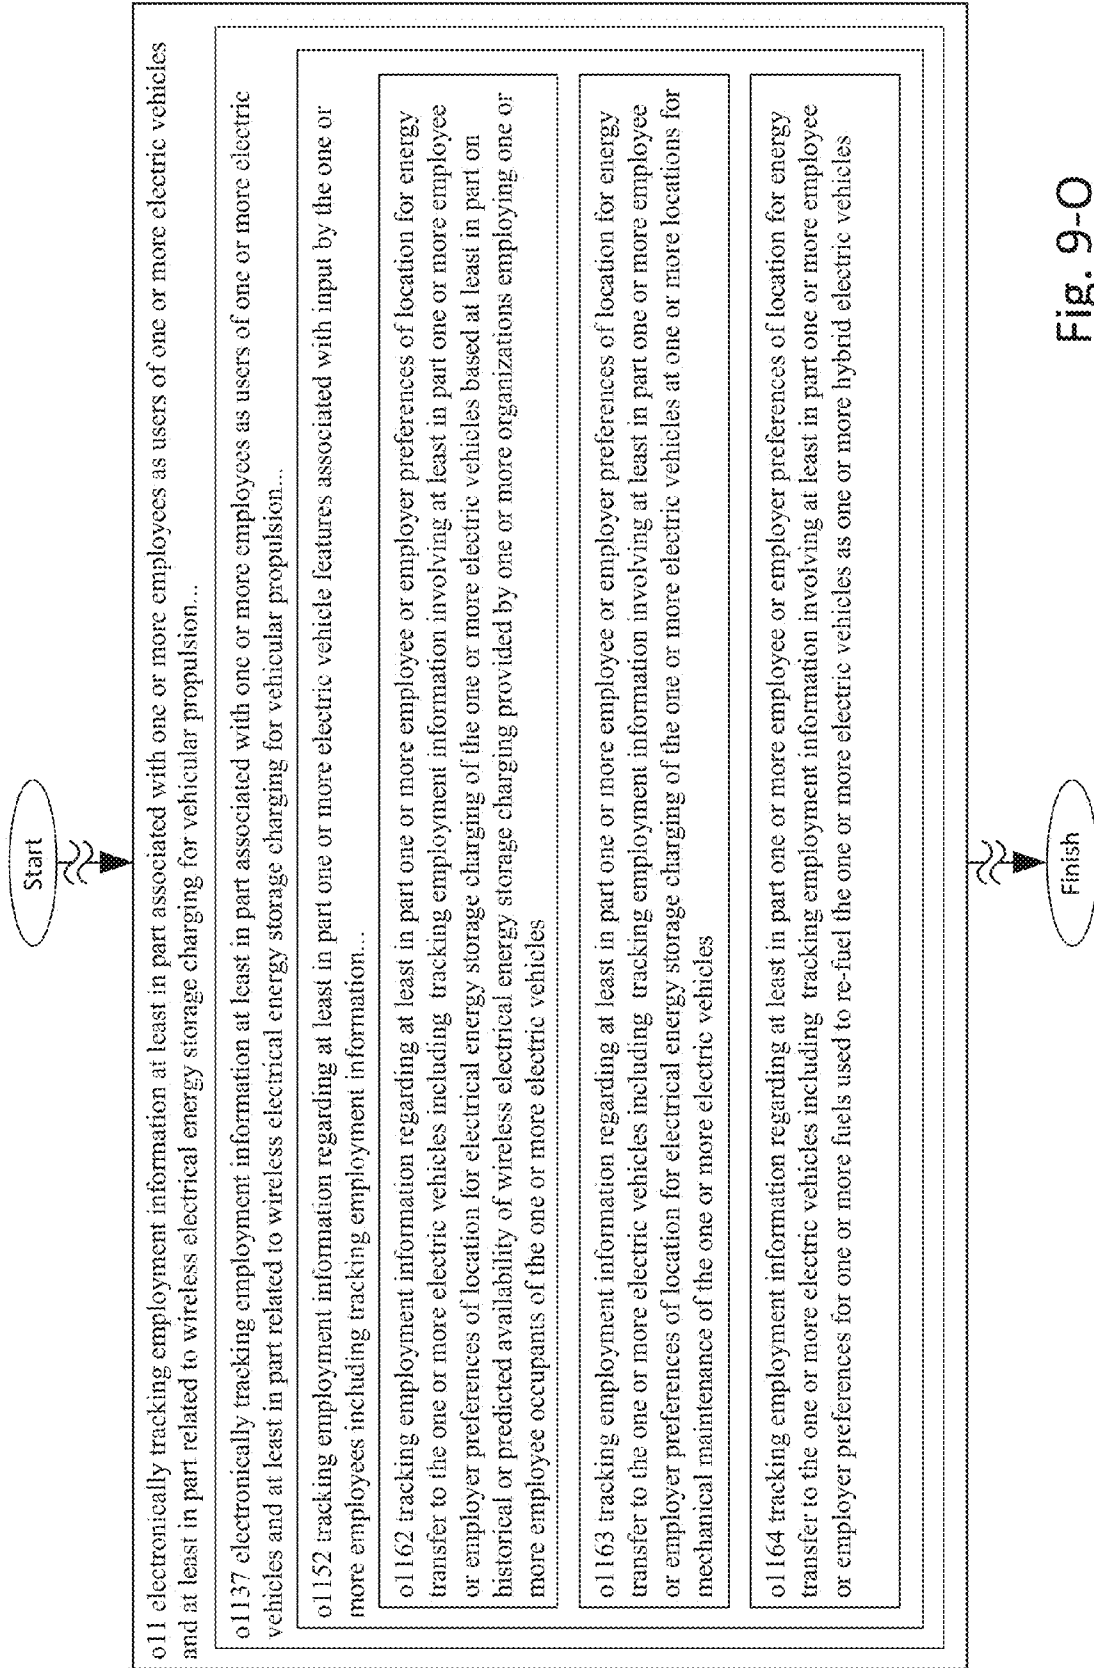 Start
o11 electronically tracking employment information at least in part associated with one or more employees as users of one or more electric vehicles
and at least in part related to wireless electrical energy storage charging for vehicular propulsion...
o1137 electronically tracking employment information at least in part associated with one or more employees as users of one or more electric
vehicles and at least in part related to wireless electrical energy storage charging for vehicular propulsion...
o1152 tracking employment information regarding at least in part one or more electric vehicle features associated with input by the one or
more employees including tracking employment information...
o1162 tracking employment information regarding at least in part one or more employee or employer preferences of location for energy
transfer to the one or more electric vehicles including tracking employment information involving at least in part one or more employee
or employer preferences of location for electrical energy storage charging of the one or more electric vehicles based at least in part on
historical or predicted availability of wireless electrical energy storage charging provided by one or more organizations employing one or
more employee occupants of the one or more electric vehicles
o1163 tracking employment information regarding at least in part one or more employee or employer preferences of location for energy
transfer to the one or more electric vehicles including tracking employment information involving at least in part one or more employee
or employer preferences of location for electrical energy storage charging of the one or more electric vehicles at one or more locations for
mechanical maintenance of the one or more electric vehicles
o1164 tracking employment information regarding at least in part one or more employee or employer preferences of location for energy
transfer to the one or more electric vehicles including tracking employment information involving at least in part one or more employee
or employer preferences for one or more fuels used to re-fuel the one or more electric vehicles as one or more hybrid electric vehicles
Finish
Fig. 9-O